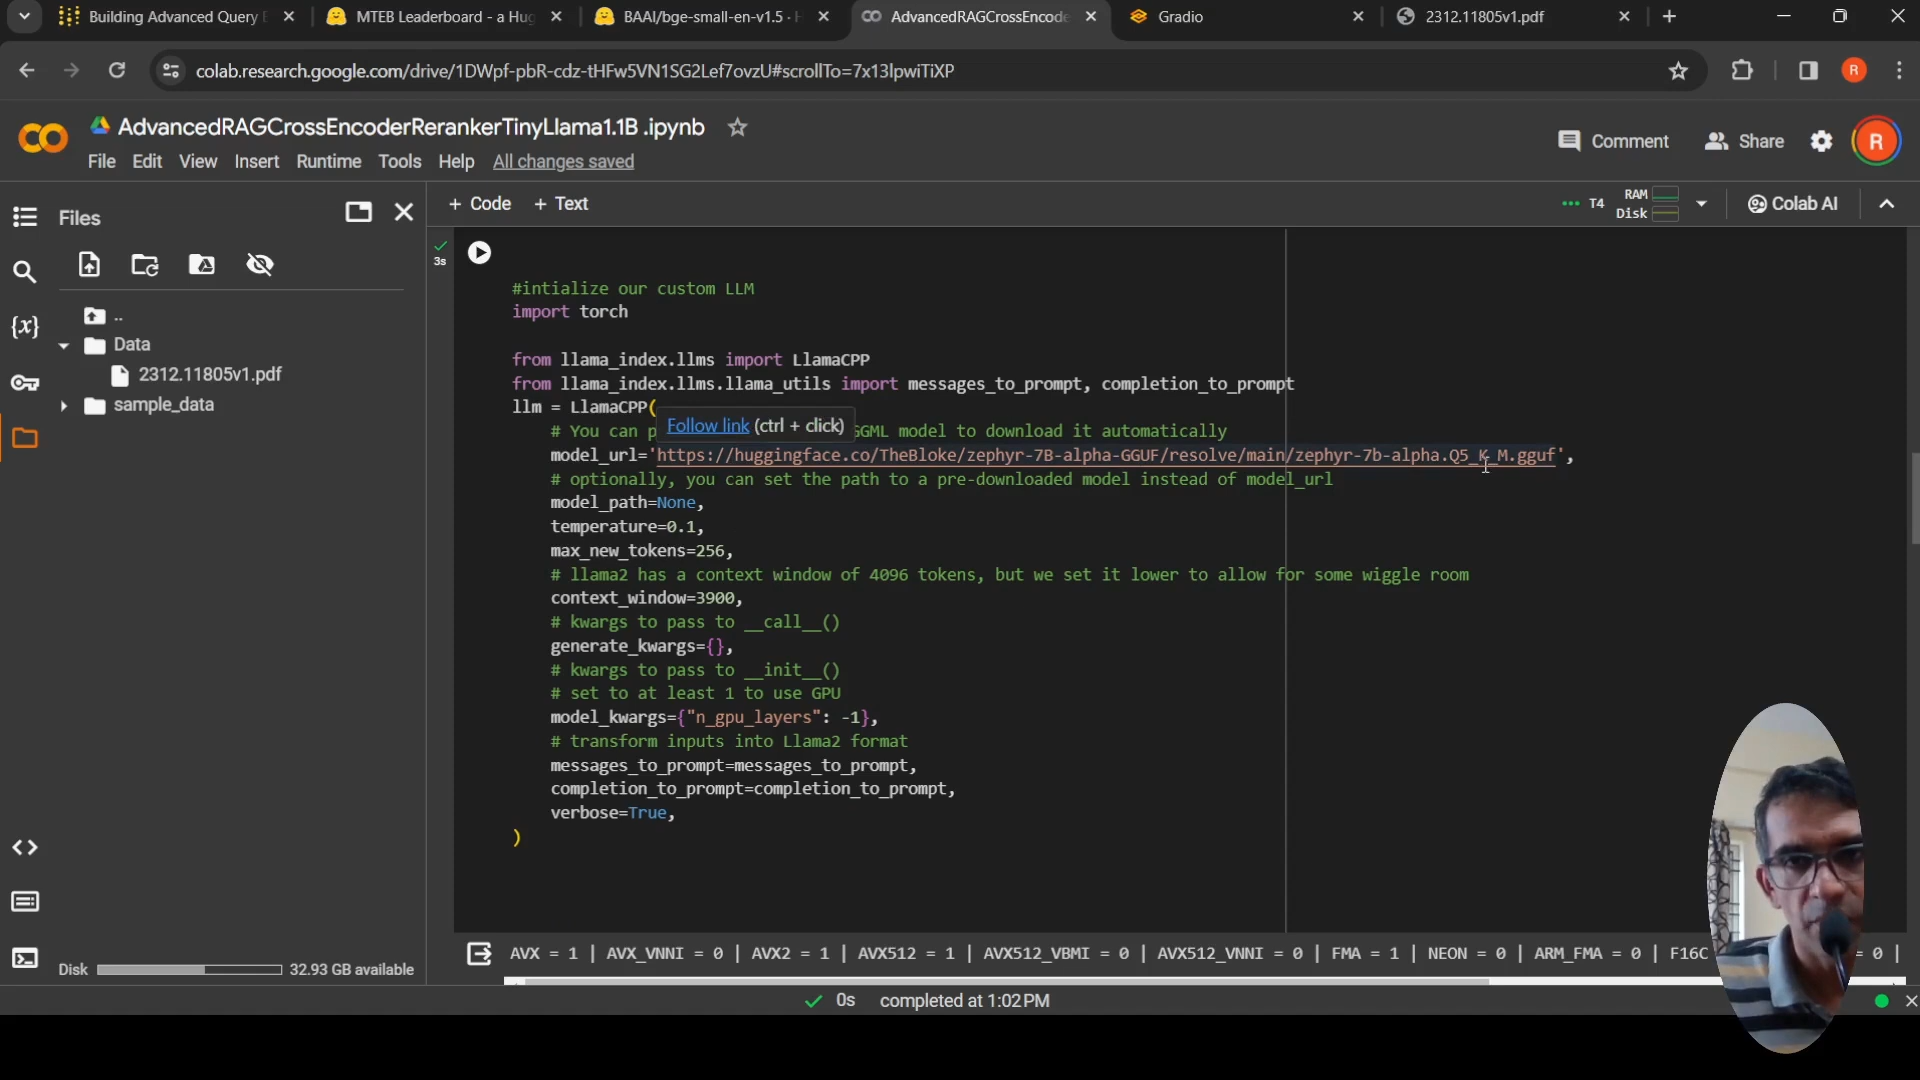 Building Advanced Query
MTEB Leaderboard - a Hug
BAAI/bge-small-en-v1.5 · H
AdvancedRAGCrossEncode
Gradio
2312.11805v1.pdf
colab.research.google.com/drive/1DWpf-pbR-cdz-tHFw5VN1SG2Lef7ovzU#scrollTo=7x13lpwiTiXP
R
AdvancedRAGCrossEncoderRerankerTinyLlama1.1B .ipynb
Comment
Share
R
File Edit View Insert Runtime Tools Help All changes saved
Files
+ Code + Text
T4
RAM
Disk
Colab AI
3s
..
Data
2312.11805v1.pdf
sample_data
{x}
#intialize our custom LLM
import torch
from llama_index.llms import LlamaCPP
from llama_index.llms.llama_utils import messages_to_prompt, completion_to_prompt
llm = LlamaCPP(
Follow link (ctrl + click)
# You can p GGML model to download it automatically
model_url='https://huggingface.co/TheBloke/zephyr-7B-alpha-GGUF/resolve/main/zephyr-7b-alpha.Q5_K_M.gguf',
# optionally, you can set the path to a pre-downloaded model instead of model_url
model_path=None,
temperature=0.1,
max_new_tokens=256,
# llama2 has a context window of 4096 tokens, but we set it lower to allow for some wiggle room
context_window=3900,
# kwargs to pass to __call__()
generate_kwargs={},
# kwargs to pass to __init__()
# set to at least 1 to use GPU
model_kwargs={"n_gpu_layers": -1},
# transform inputs into Llama2 format
messages_to_prompt=messages_to_prompt,
completion_to_prompt=completion_to_prompt,
verbose=True,
)
AVX = 1 | AVX_VNNI = 0 | AVX2 = 1 | AVX512 = 1 | AVX512_VBMI = 0 | AVX512_VNNI = 0 | FMA = 1 | NEON = 0 | ARM_FMA = 0 | F16C = 0 |
Disk 32.93 GB available
0s completed at 1:02 PM